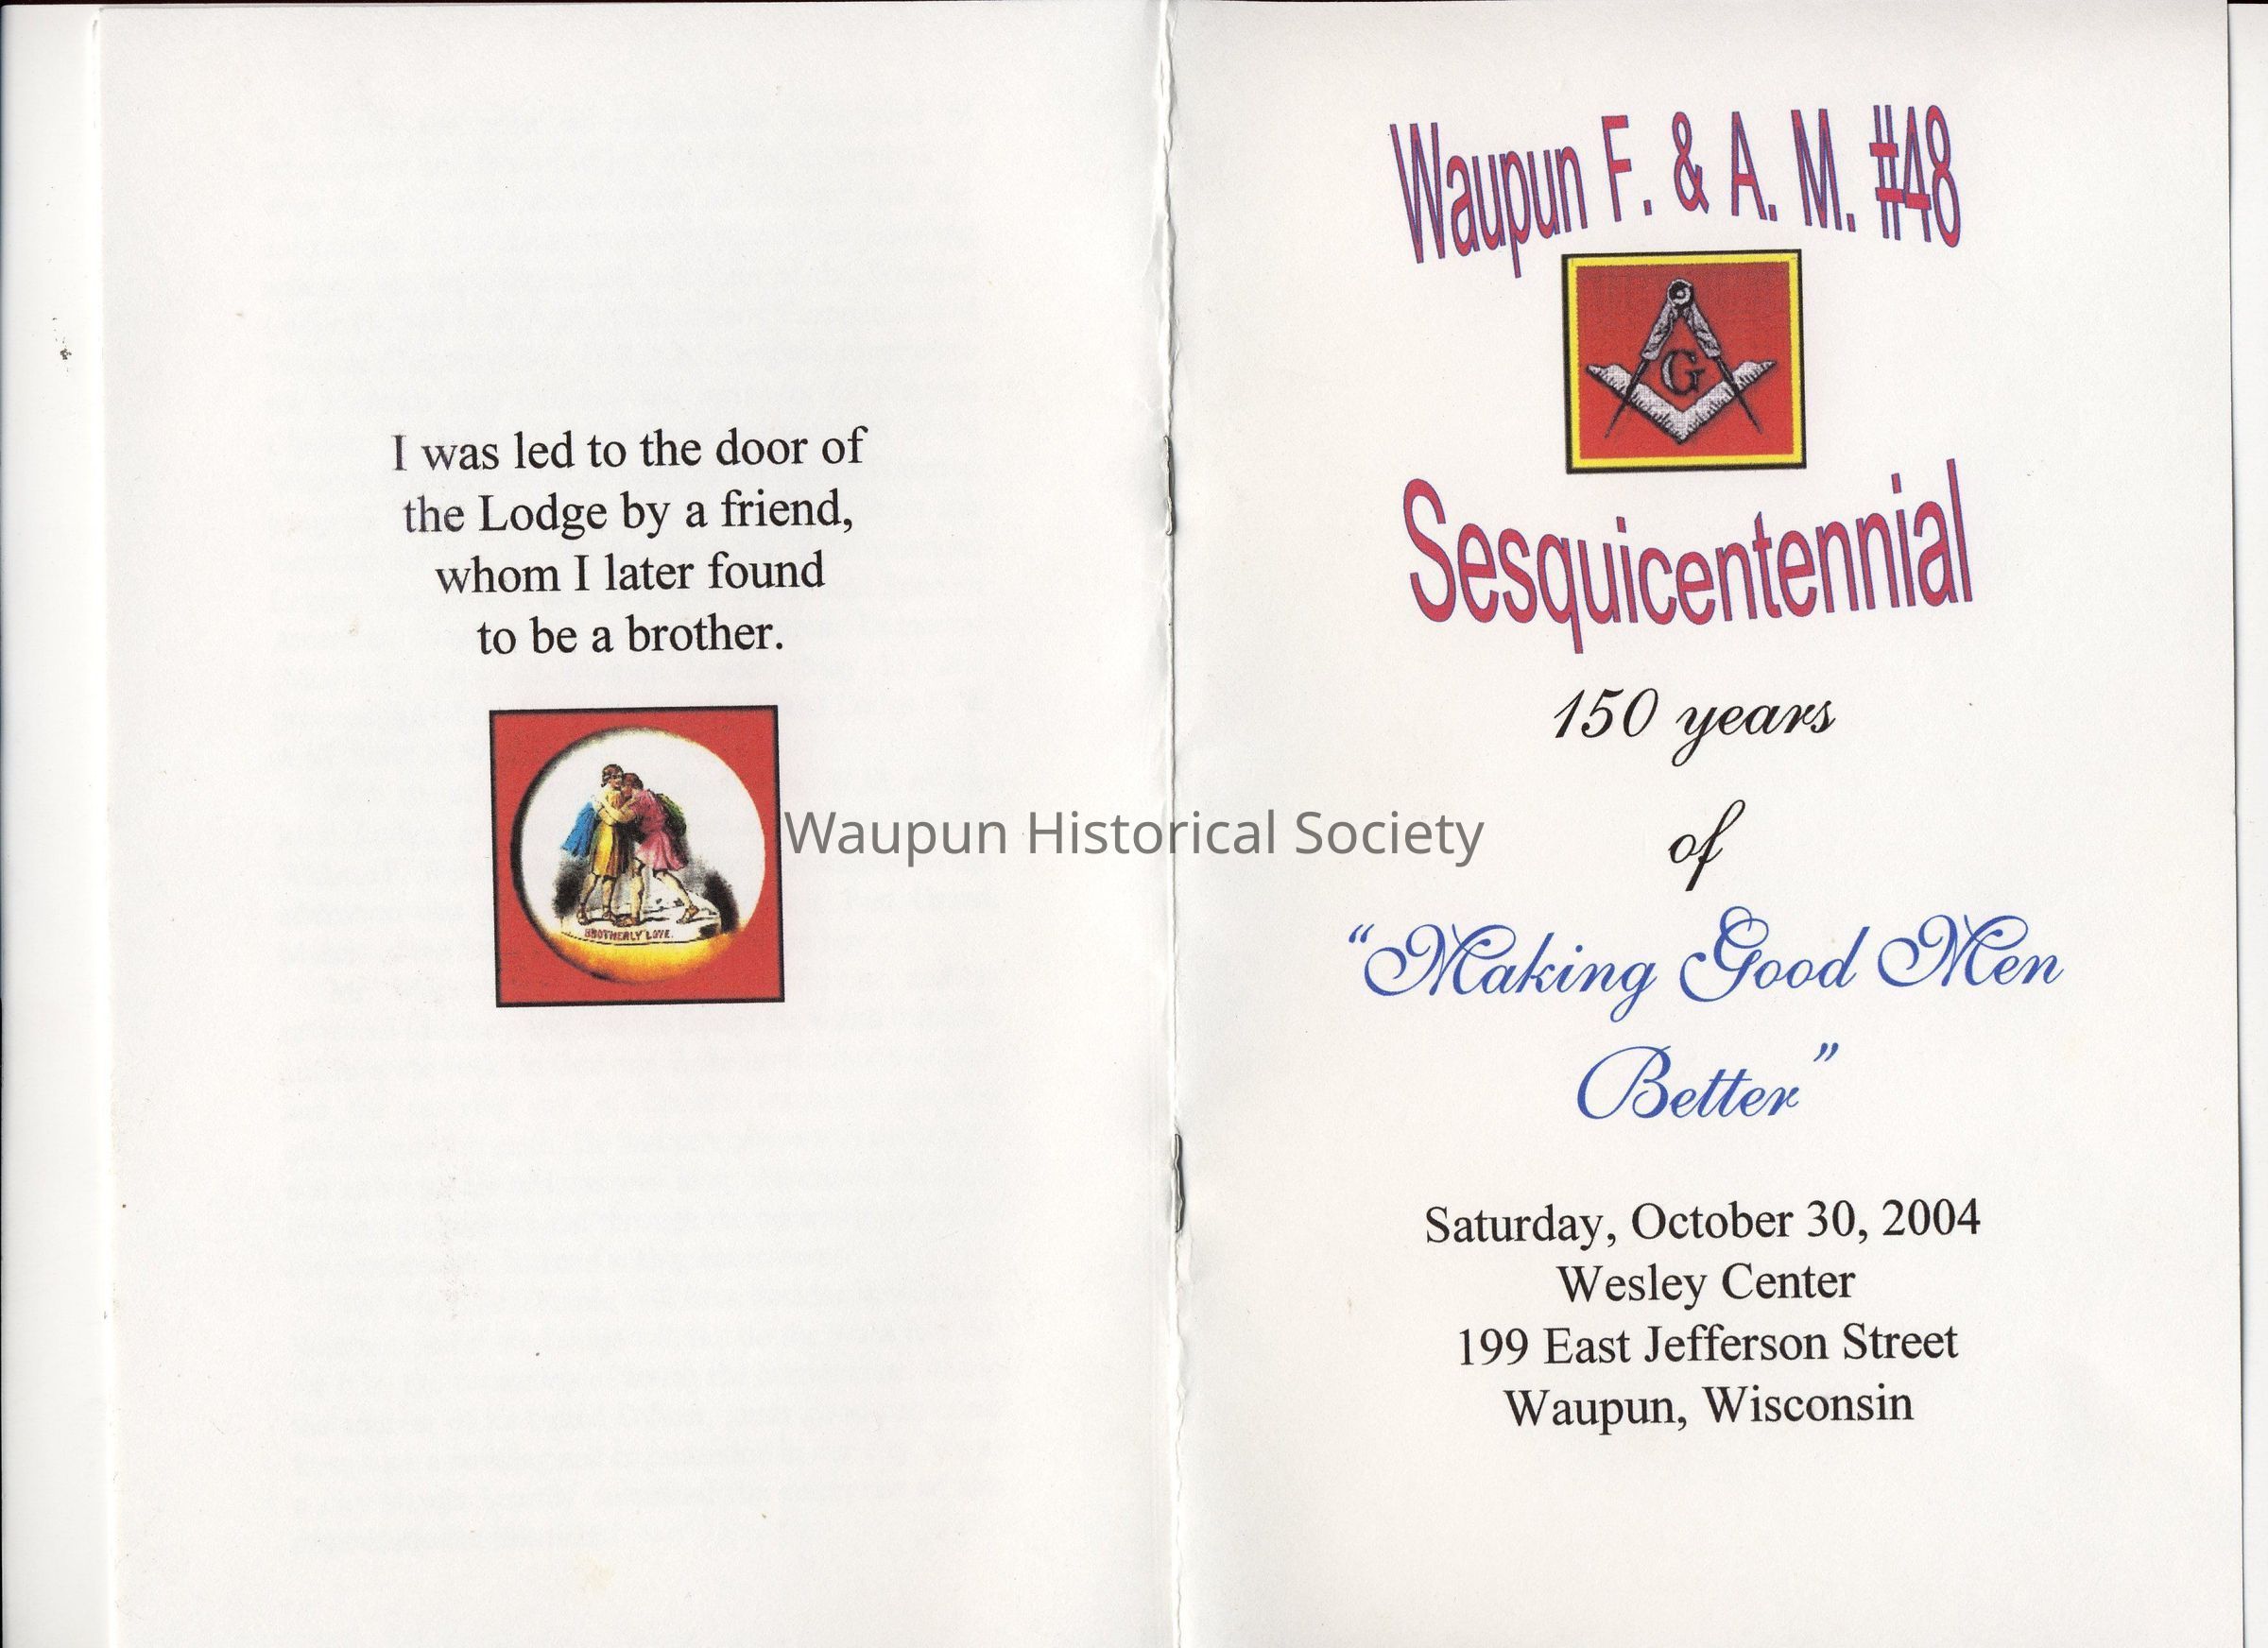 I was led to the door of
the Lodge by a friend,
whom I later found
to be a brother.
BROTHERLY LOVE.
Waupun Historical Society
Waupun F. & A. M. #48
G
Sesquicentennial
150 years
of
“Making Good Men
Better”
Saturday, October 30, 2004
Wesley Center
199 East Jefferson Street
Waupun, Wisconsin